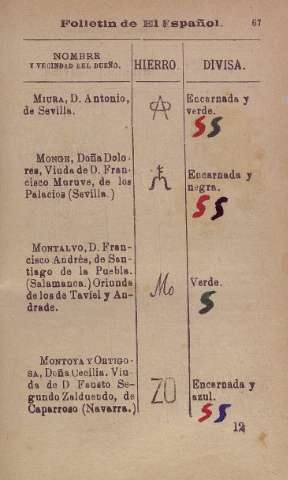 Folletin de El Español. 67
NOMBRE
Y VECINDAD DEL DUEÑO.
HIERRO.
DIVISA.
MIURA, D. Antonio,
de Sevilla.
Encarnada y
verde.
MONGE, Doña Dolo-
res, Viuda de D. Fran-
cisco Muruve, de los
Palacios (Sevilla.)
Encarnada y
negra.
MONTALVO, D. Fran-
cisco Andrés, de San-
tiago de la Puebla.
(Salamanca.) Oriunda
de los de Taviel y An-
drade.
Mo
Verde.
MONTOYA Y ORTIGO-
SA, Doña Cecilia. Viu-
da de D Fausto Se-
gundo Zalduendo, de
Caparroso (Navarra.)
ZO
Encarnada y
azul.
12